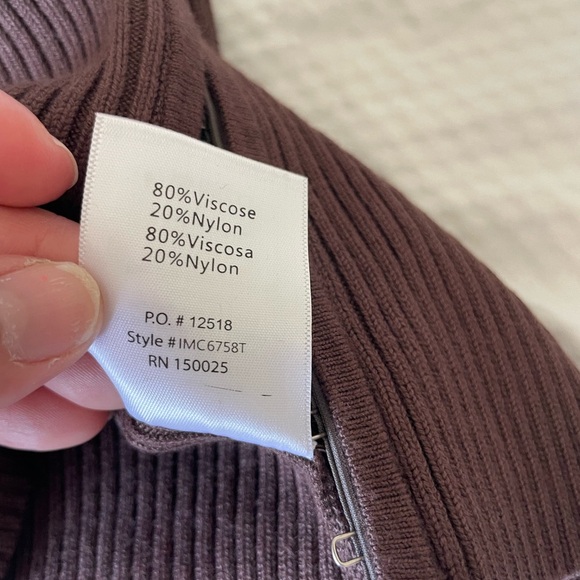 80%Viscose
20%Nylon
80%Viscosa
20%Nylon
P.O. # 12518
Style #IMC6758T
RN 150025